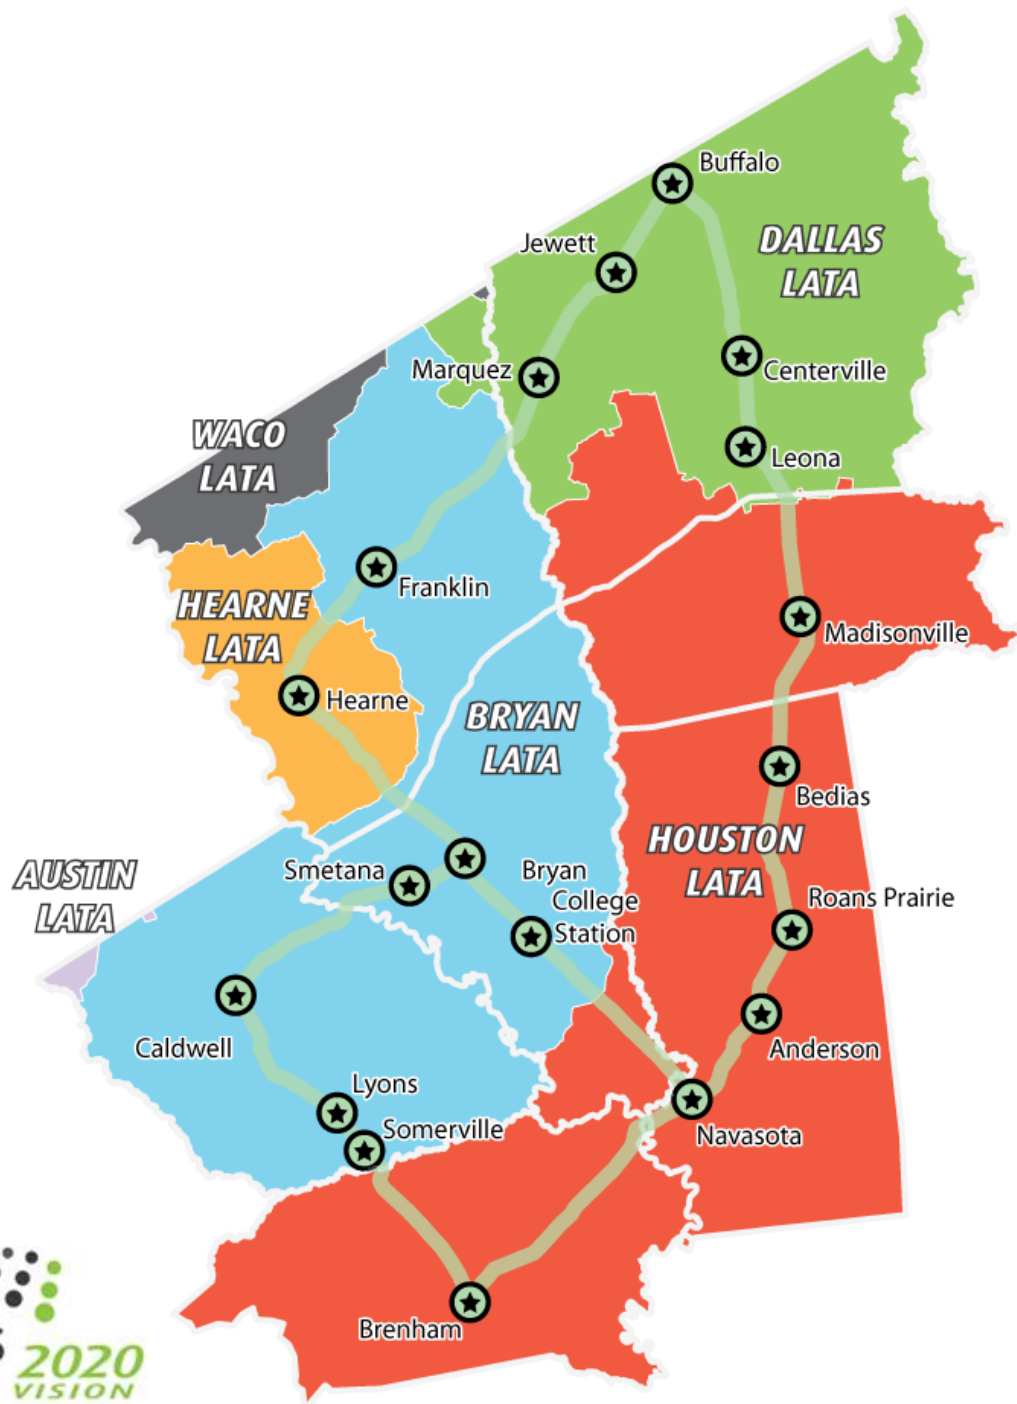 Buffalo
DALLAS
LATA
Jewett
Marquez
Centerville
WACO
LATA
Leona
Franklin
HEARNE
LATA
Madisonville
Hearne
BRYAN
LATA
Bedias
HOUSTON
LATA
AUSTIN
LATA
Smetana
Bryan
College
Station
Roans Prairie
Caldwell
Anderson
Lyons
Somerville
Navasota
Brenham
2020
VISION